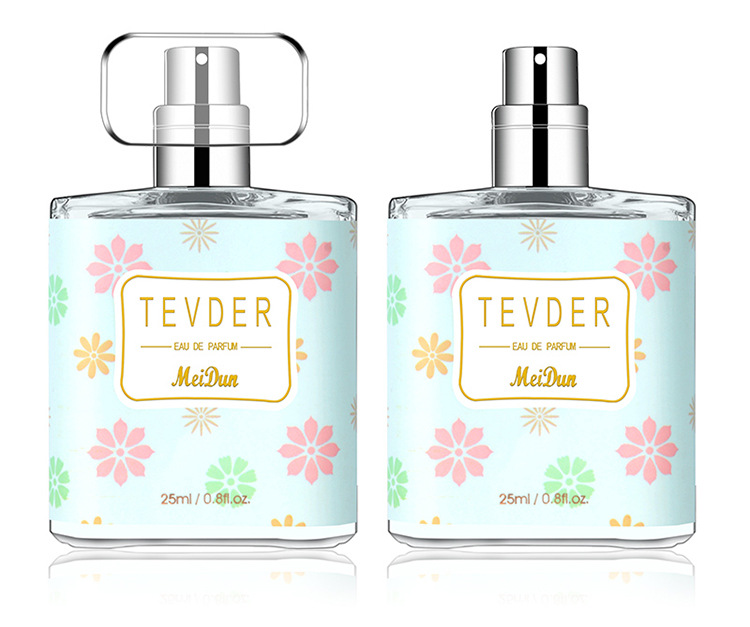 TEVDER
EAU DE PARFUM
MeiDun
25ml / 0.8fl.oz.
TEVDER
EAU DE PARFUM
MeiDun
25ml / 0.8fl.oz.